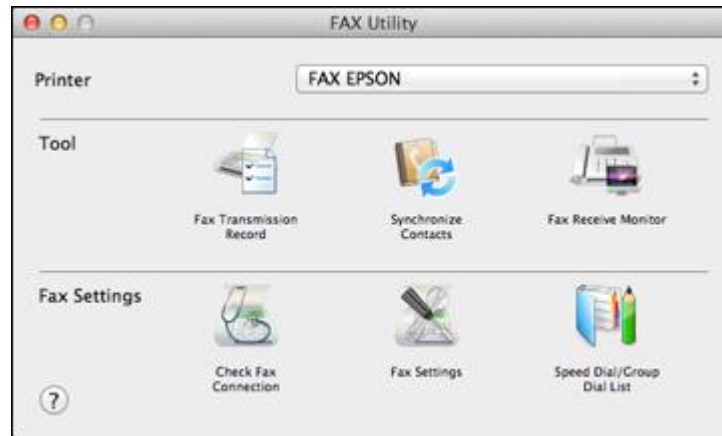 FAX Utility
Printer
FAX EPSON
Tool
Fax Transmission
Record
Synchronize
Contacts
Fax Receive Monitor
Fax Settings
Check Fax
Connection
Fax Settings
Speed Dial/Group
Dial List
?